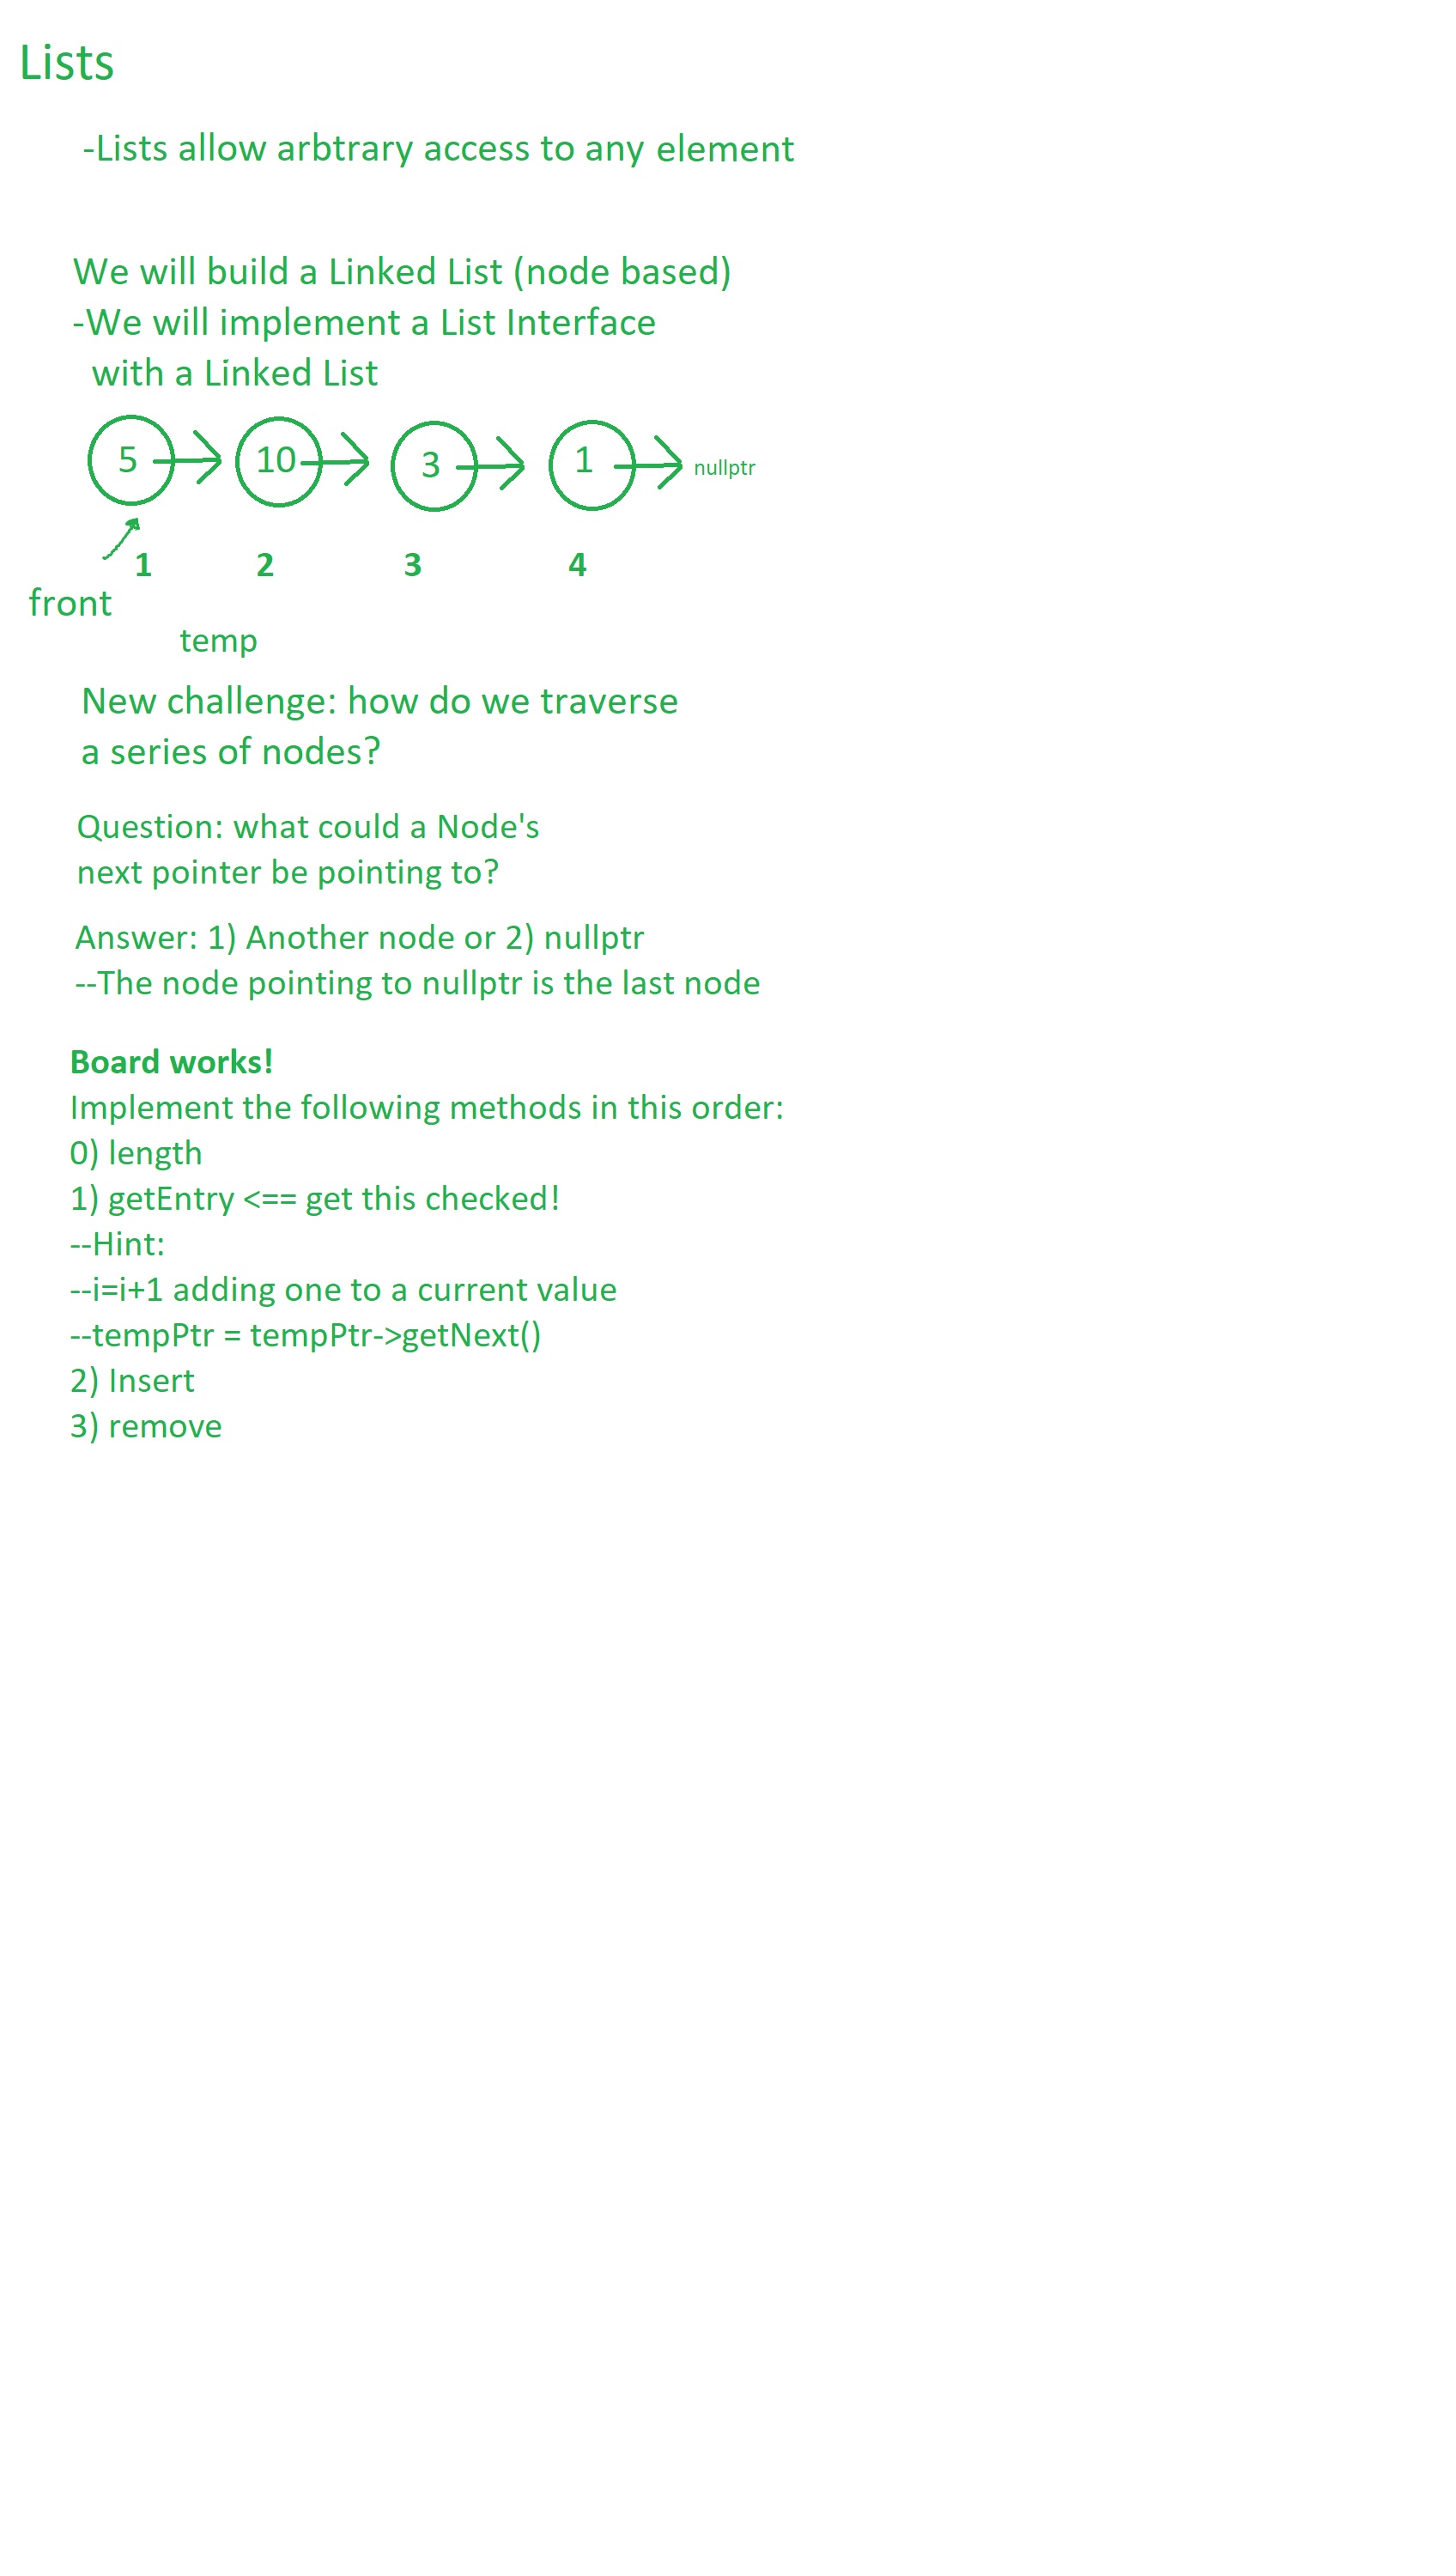 Lists
-Lists allow arbtrary access to any element
We will build a Linked List (node based)
-We will implement a List Interface
with a Linked List
5 10 3 1 nullptr
1 2 3 4
front
temp
New challenge: how do we traverse
a series of nodes?
Question: what could a Node's
next pointer be pointing to?
Answer: 1) Another node or 2) nullptr
--The node pointing to nullptr is the last node
Board works!
Implement the following methods in this order:
0) length
1) getEntry <== get this checked!
--Hint:
--i=i+1 adding one to a current value
--tempPtr = tempPtr->getNext()
2) Insert
3) remove